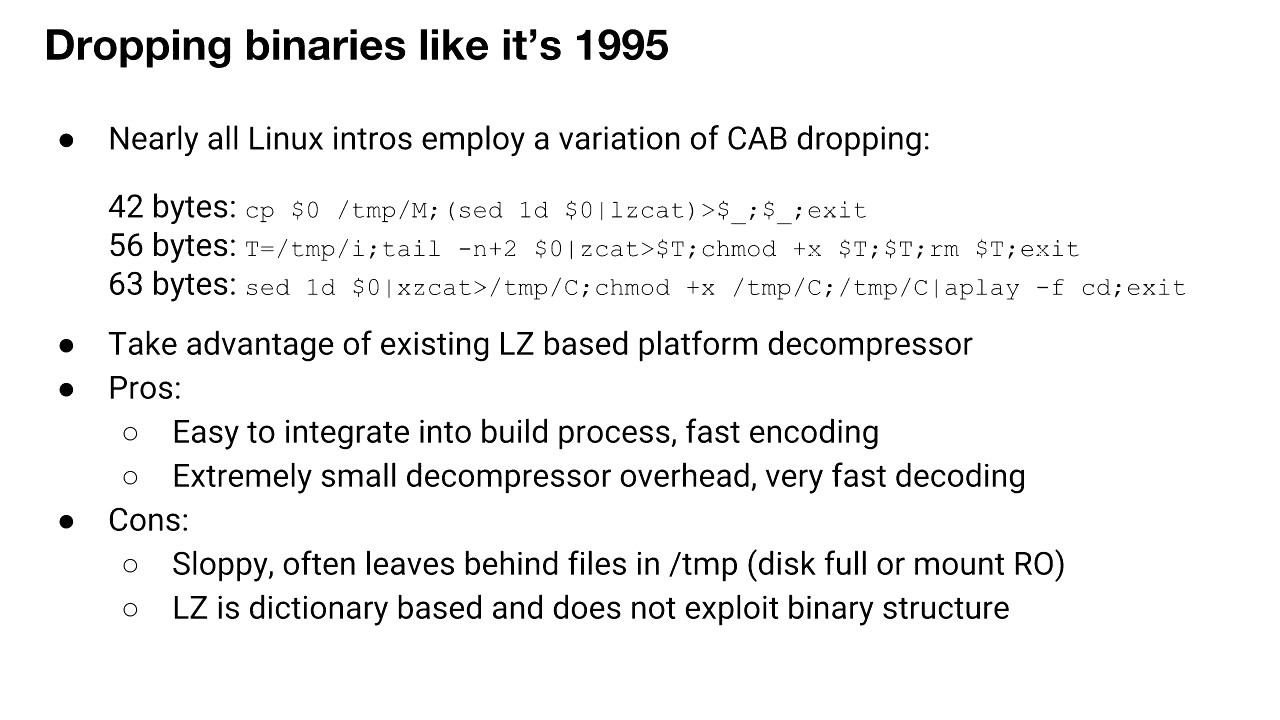 Dropping binaries like it’s 1995
● Nearly all Linux intros employ a variation of CAB dropping:
42 bytes: cp $0 /tmp/M;(sed 1d $0|lzcat)>$_;$_;exit
56 bytes: T=/tmp/i;tail -n+2 $0|zcat>$T;chmod +x $T;$T;rm $T;exit
63 bytes: sed 1d $0|xzcat>/tmp/C;chmod +x /tmp/C;/tmp/C|aplay -f cd;exit
● Take advantage of existing LZ based platform decompressor
● Pros:
○ Easy to integrate into build process, fast encoding
○ Extremely small decompressor overhead, very fast decoding
● Cons:
○ Sloppy, often leaves behind files in /tmp (disk full or mount RO)
○ LZ is dictionary based and does not exploit binary structure